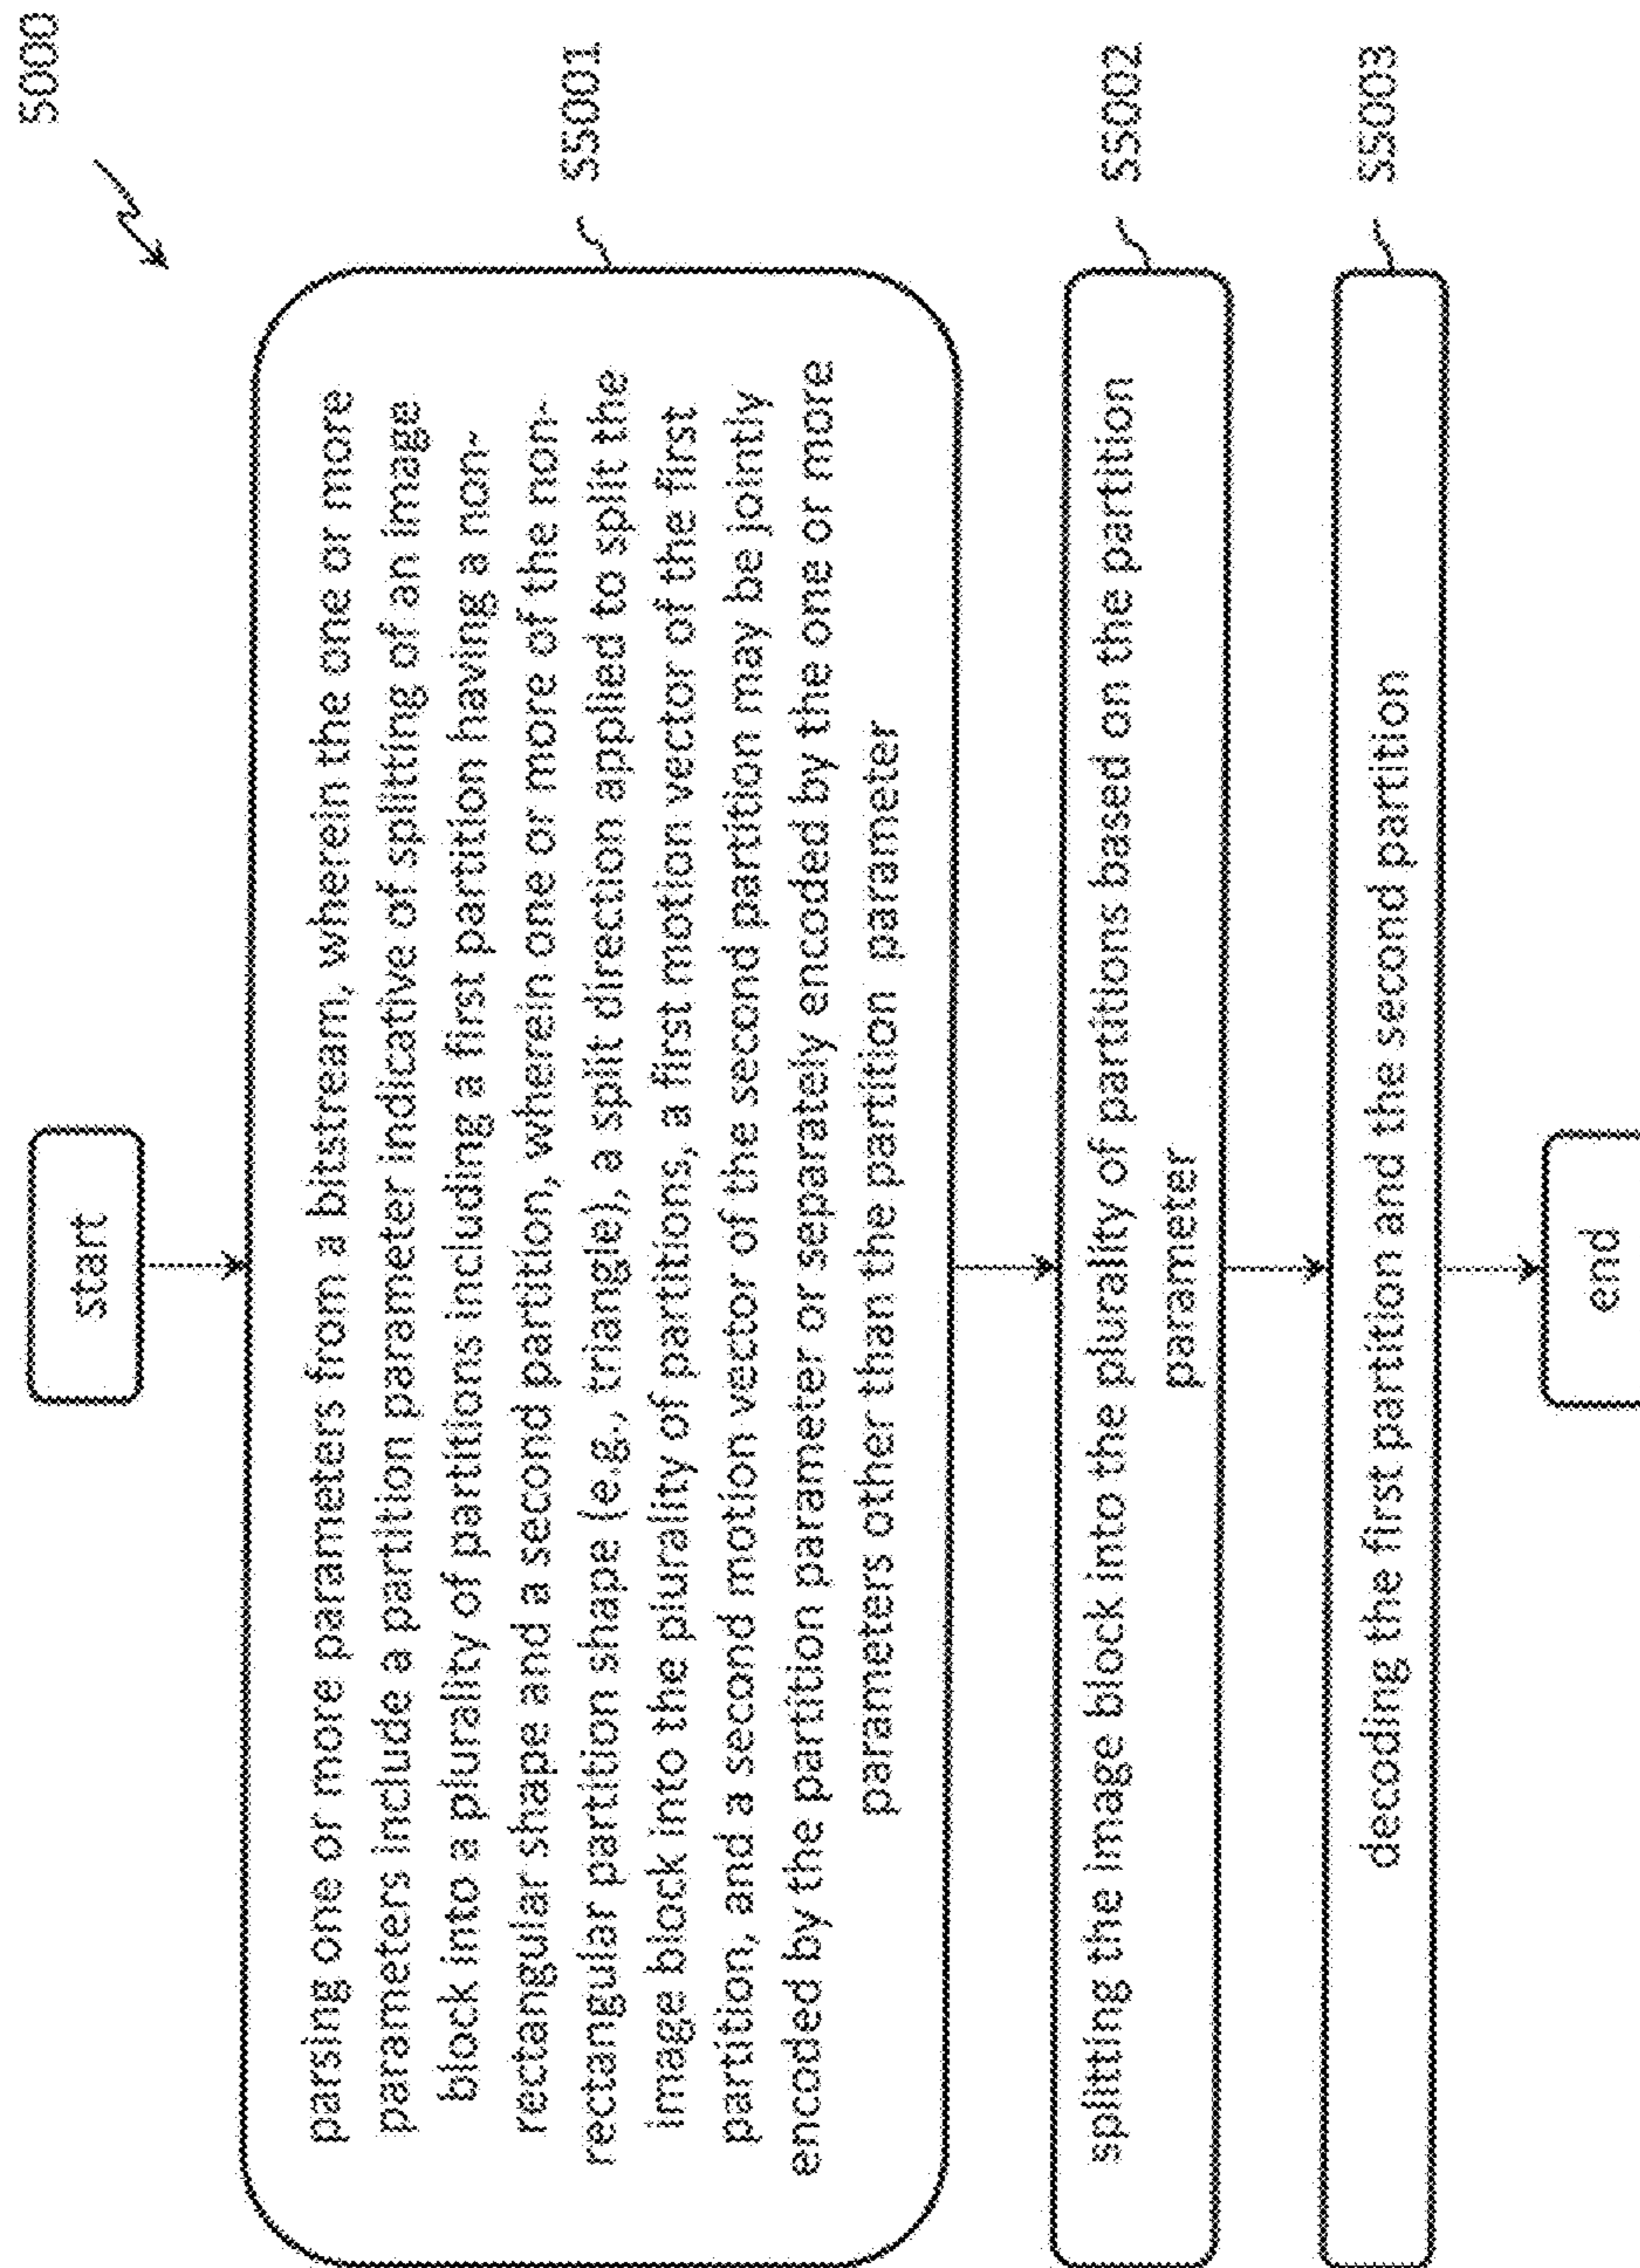 5000
start
parsing one or more parameters from a bitstream, wherein the one or more
parameters include a partition parameter indicative of splitting of an image
block into a plurality of partitions including a first partition having a non-
rectangular shape and a second partition, wherein one or more of the non-
rectangular partition shape (e.g., triangle), a split direction applied to split the
image block into the plurality of partitions, a first motion vector of the first
partition, and a second motion vector of the second partition may be jointly
encoded by the partition parameter or separately encoded by the one or more
parameters other than the partition parameter
S5001
splitting the image block into the plurality of partitions based on the partition
parameter
S5002
decoding the first partition and the second partition
S5003
end